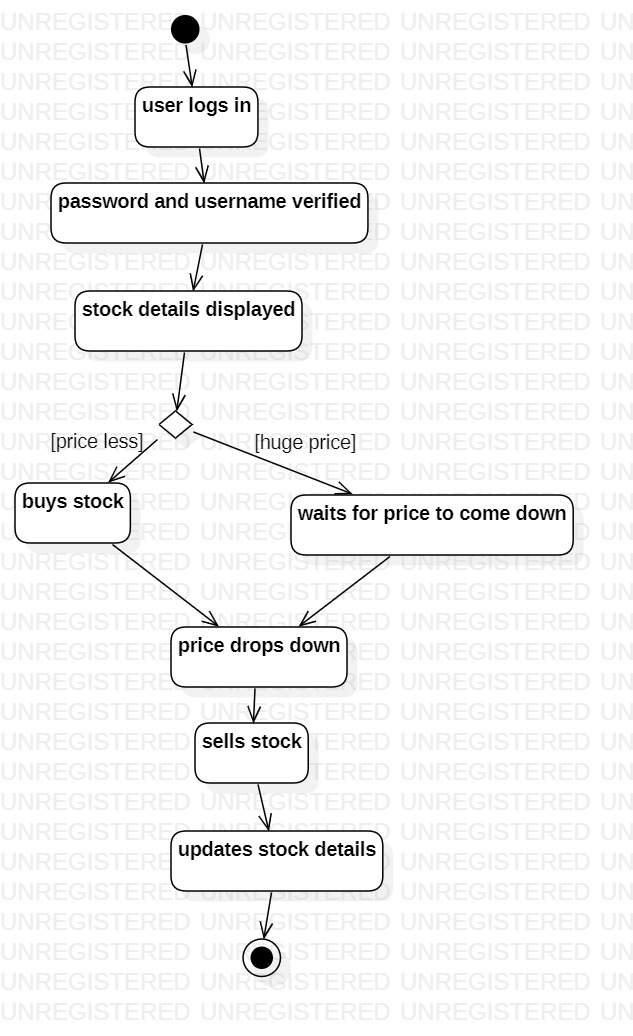 user logs in
password and username verified
stock details displayed
[price less]
[huge price]
buys stock
waits for price to come down
price drops down
sells stock
updates stock details
UNREGISTERED